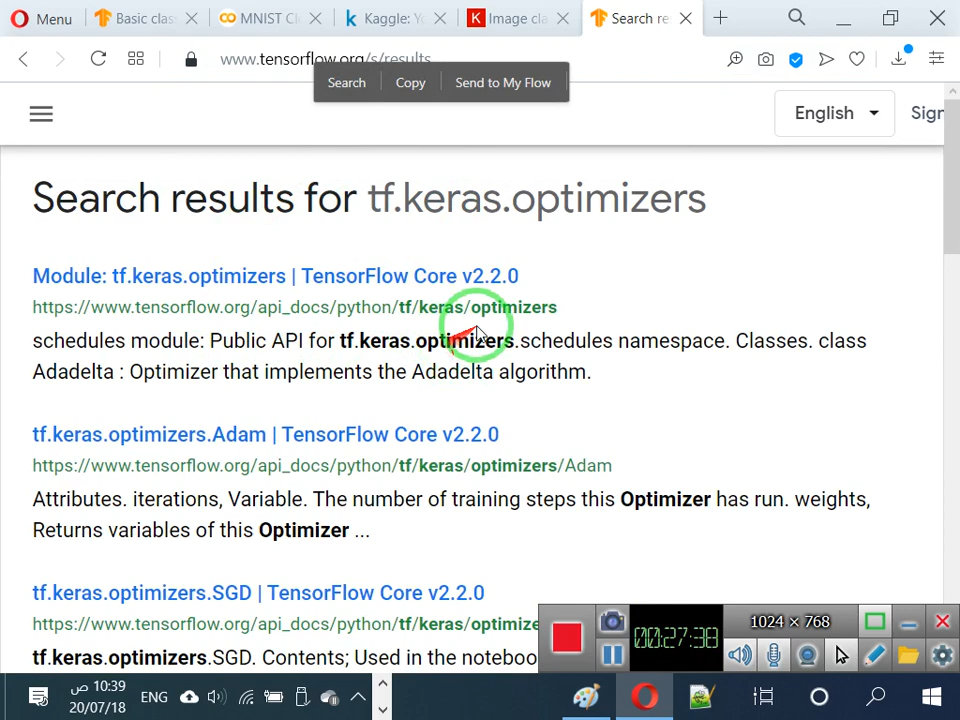 Menu
Basic clas
MNIST Cl
Kaggle: Yo
Image cla
Search re
www.tensorflow.org/s/results
Search
Copy
Send to My Flow
English
Sign
Search results for tf.keras.optimizers
Module: tf.keras.optimizers | TensorFlow Core v2.2.0
https://www.tensorflow.org/api_docs/python/tf/keras/optimizers
schedules module: Public API for tf.keras.optimizers.schedules namespace. Classes. class
Adadelta : Optimizer that implements the Adadelta algorithm.
tf.keras.optimizers.Adam | TensorFlow Core v2.2.0
https://www.tensorflow.org/api_docs/python/tf/keras/optimizers/Adam
Attributes. iterations, Variable. The number of training steps this Optimizer has run. weights,
Returns variables of this Optimizer ...
tf.keras.optimizers.SGD | TensorFlow Core v2.2.0
https://www.tensorflow.org/api_docs/python/tf/keras/optimize
tf.keras.optimizers.SGD. Contents; Used in the noteboo
00:27:38
1024 × 768
10:39 ص
20/07/18
ENG